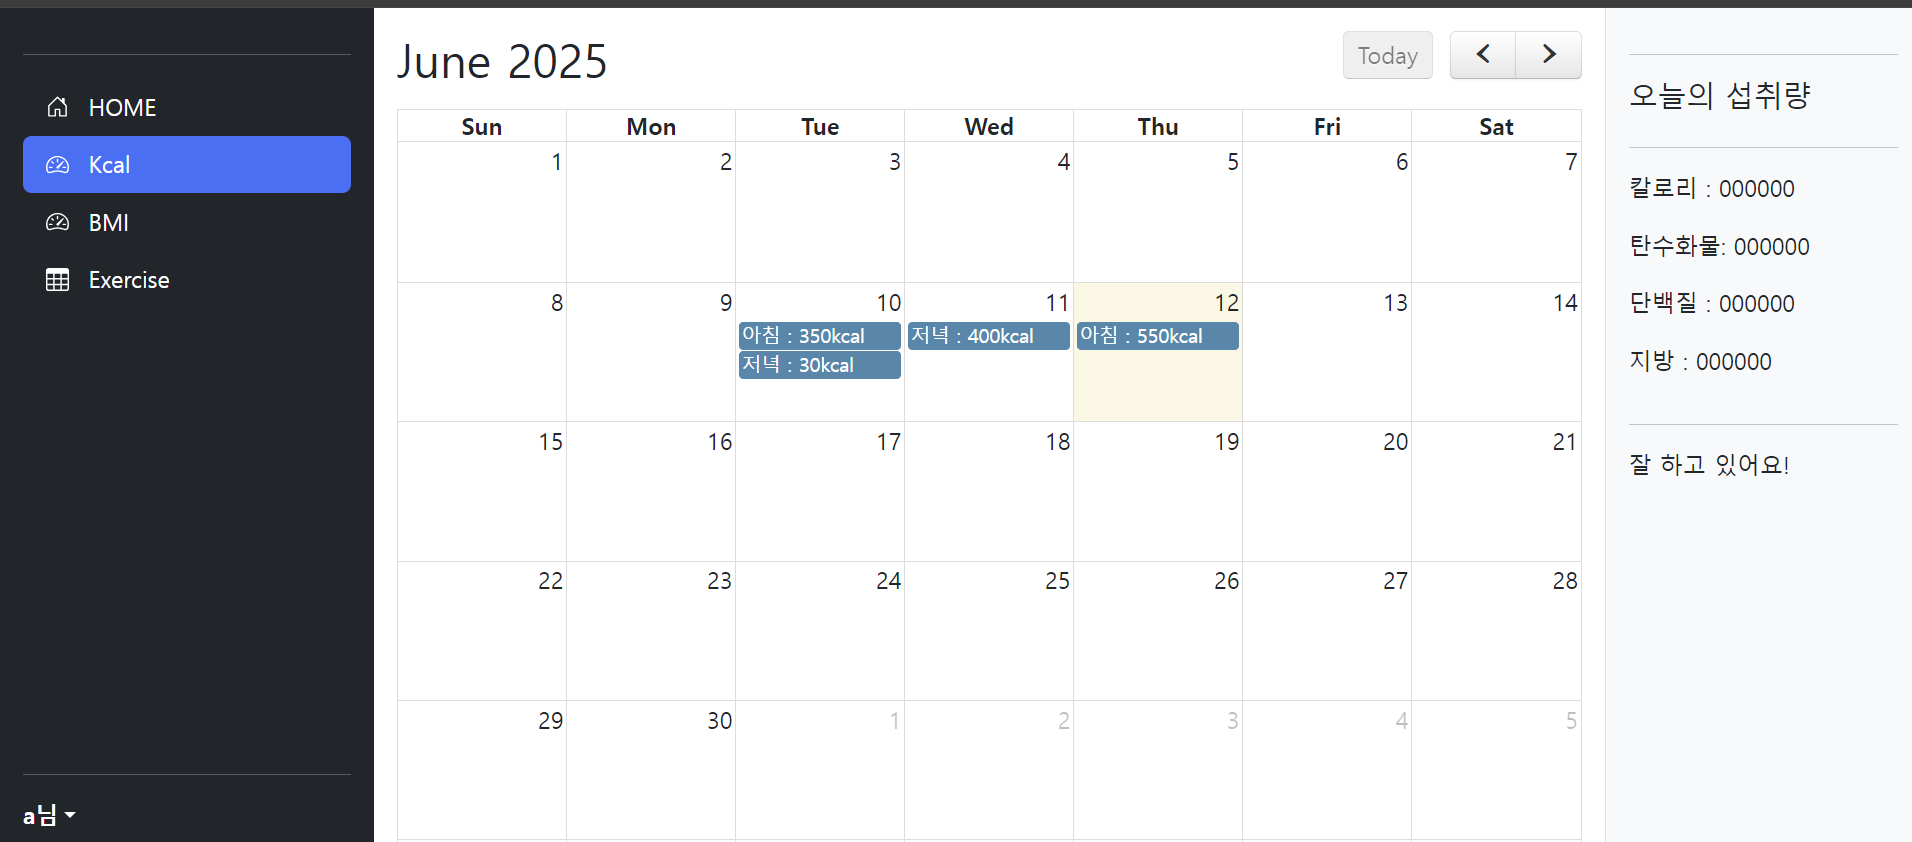 HOME
Kcal
BMI
Exercise
a님
June 2025
Today
Sun Mon Tue Wed Thu Fri Sat
1 2 3 4 5 6 7
8 9 10 11 12 13 14
아침 : 350kcal 저녁 : 400kcal 아침 : 550kcal
저녁 : 30kcal
15 16 17 18 19 20 21
22 23 24 25 26 27 28
29 30 1 2 3 4 5
오늘의 섭취량
칼로리 : 000000
탄수화물: 000000
단백질 : 000000
지방 : 000000
잘 하고 있어요!